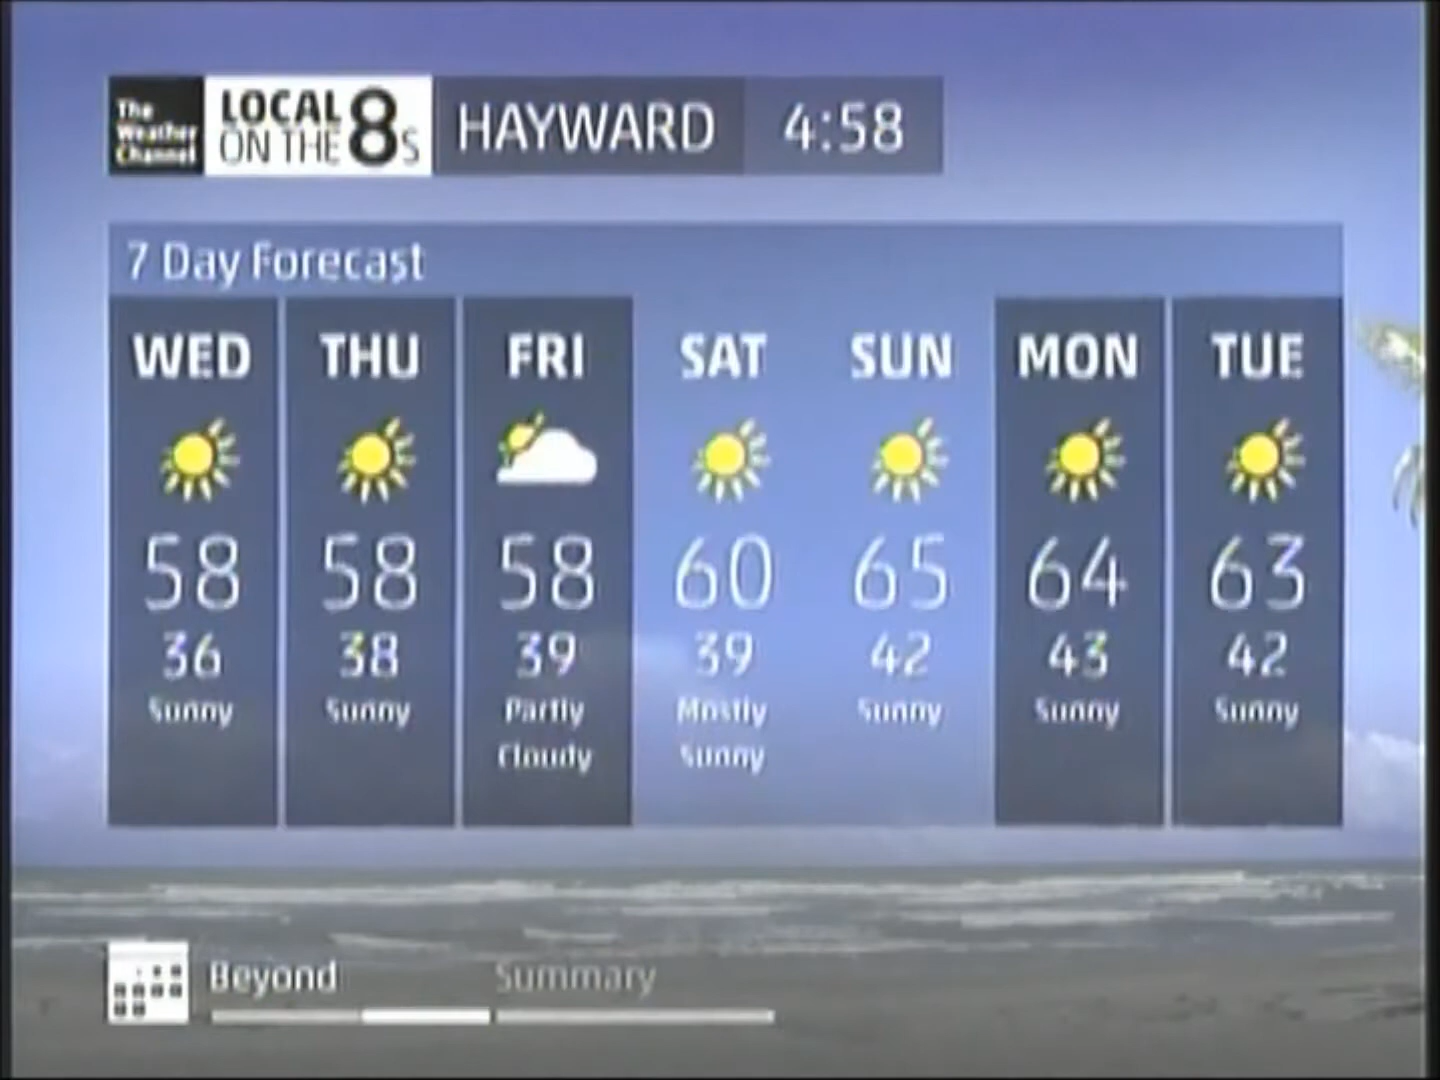 The
Weather
Channel
LOCAL
ON THE 8s
HAYWARD
4:58
7 Day Forecast
WED THU FRI SAT SUN MON TUE
58 58 58 60 65 64 63
36 38 39 39 42 43 42
Sunny Sunny Partly Cloudy Mostly Sunny Sunny Sunny Sunny
Beyond Summary